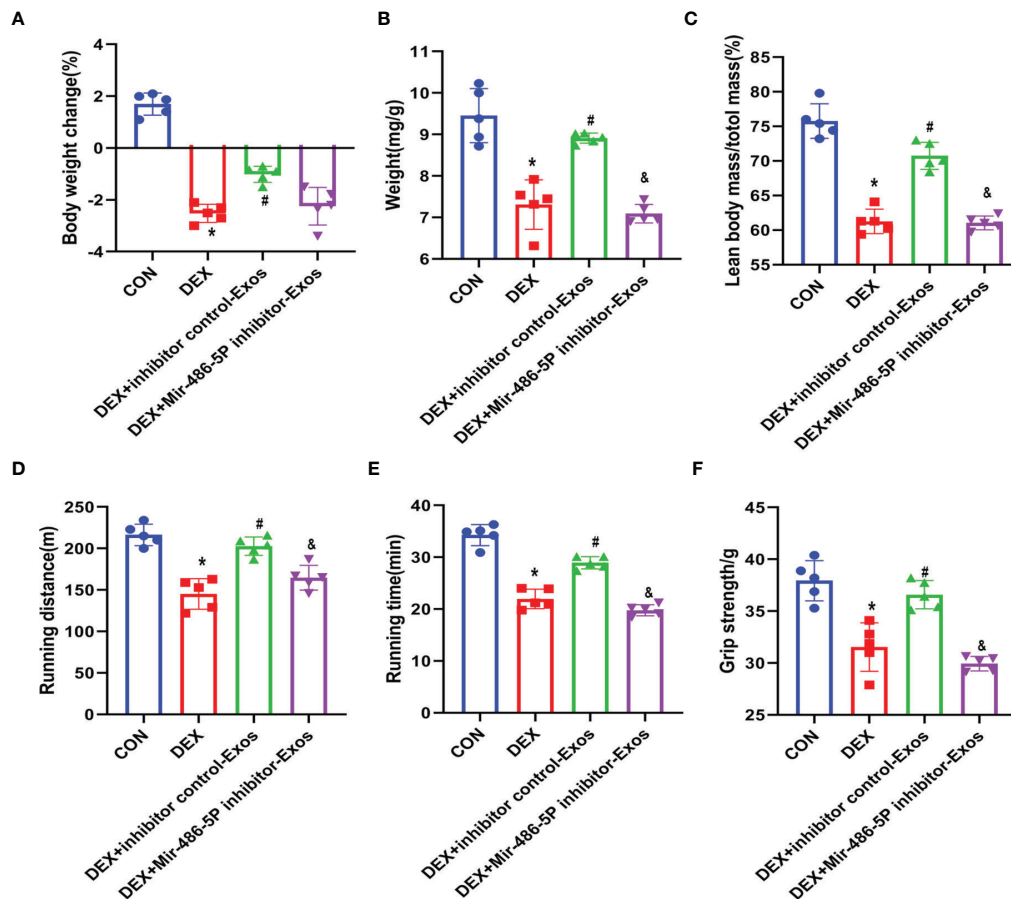 A
Body weight change(%)
4
2
0
-2
-4
*
#
CON
DEX
DEX+inhibitor control-Exos
DEX+Mir-486-5P inhibitor-Exos
B
Weight(mg/g)
11
10
9
8
7
6
*
#
&
CON
DEX
DEX+inhibitor control-Exos
DEX+Mir-486-5P inhibitor-Exos
C
Lean body mass/totol mass(%)
85
80
75
70
65
60
55
*
#
&
CON
DEX
DEX+inhibitor control-Exos
DEX+Mir-486-5P inhibitor-Exos
D
Running distance(m)
250
200
150
100
50
0
*
#
&
CON
DEX
DEX+inhibitor control-Exos
DEX+Mir-486-5P inhibitor-Exos
E
Running time(min)
40
30
20
10
0
*
#
&
CON
DEX
DEX+inhibitor control-Exos
DEX+Mir-486-5P inhibitor-Exos
F
Grip strength/g
45
40
35
30
25
*
#
&
CON
DEX
DEX+inhibitor control-Exos
DEX+Mir-486-5P inhibitor-Exos